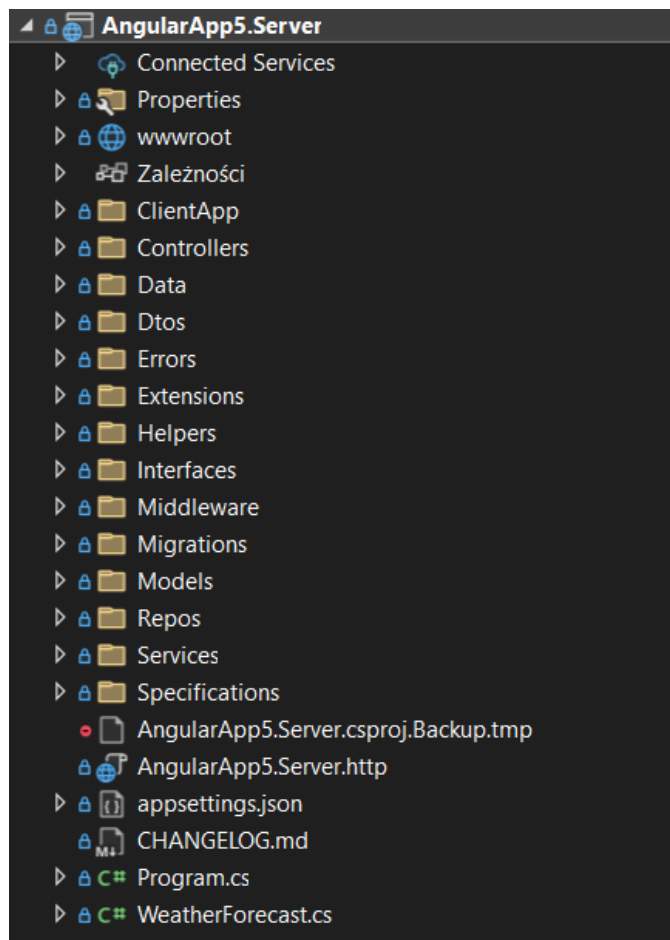 AngularApp5.Server
Connected Services
Properties
wwwroot
Zależności
ClientApp
Controllers
Data
Dtos
Errors
Extensions
Helpers
Interfaces
Middleware
Migrations
Models
Repos
Services
Specifications
AngularApp5.Server.csproj.Backup.tmp
AngularApp5.Server.http
appsettings.json
CHANGELOG.md
C# Program.cs
C# WeatherForecast.cs